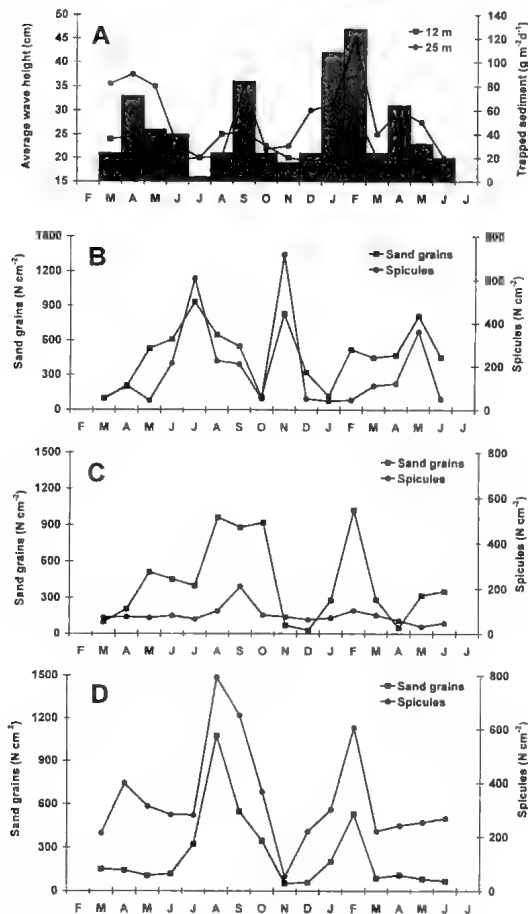 A
12 m
25 m
Average wave height (cm)
50
45
40
35
30
25
20
15
Trapped sediment (g m-2d-1)
140
120
100
80
60
40
20
0
F M A M J J A S O N D J F M A M J J
B
Sand grains
Spicules
Sand grains (N cm-2)
1200
900
600
300
0
Spicules (N cm-2)
400
200
0
F M A M J J A S O N D J F M A M J J
C
Sand grains
Spicules
Sand grains (N cm-2)
1500
1200
900
600
300
0
Spicules (N cm-2)
800
600
400
200
0
F M A M J J A S O N D J F M A M J J
D
Sand grains
Spicules
Sand grains (N cm-2)
1500
1200
900
600
300
0
Spicules (N cm-2)
800
600
400
200
0
F M A M J J A S O N D J F M A M J J